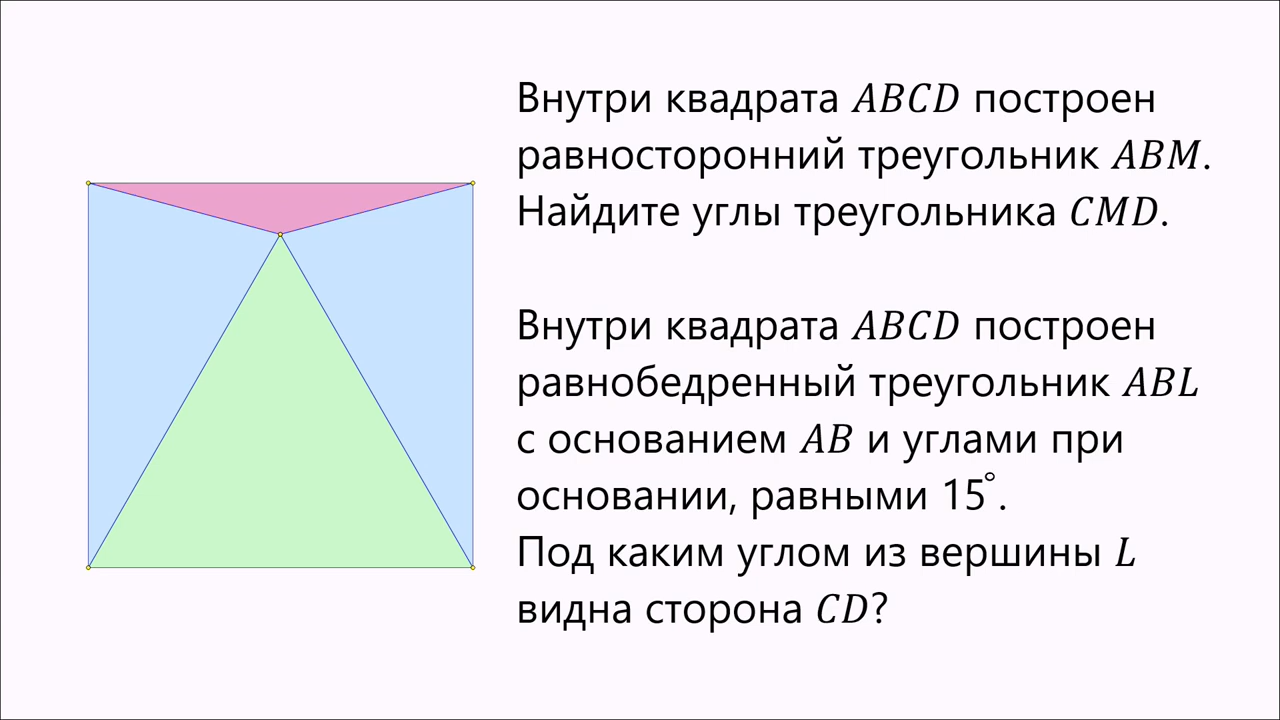 Внутри квадрата ABCD построен
равносторонний треугольник ABM.
Найдите углы треугольника CMD.
Внутри квадрата ABCD построен
равнобедренный треугольник ABL
с основанием AB и углами при
основании, равными 15°.
Под каким углом из вершины L
видна сторона CD?